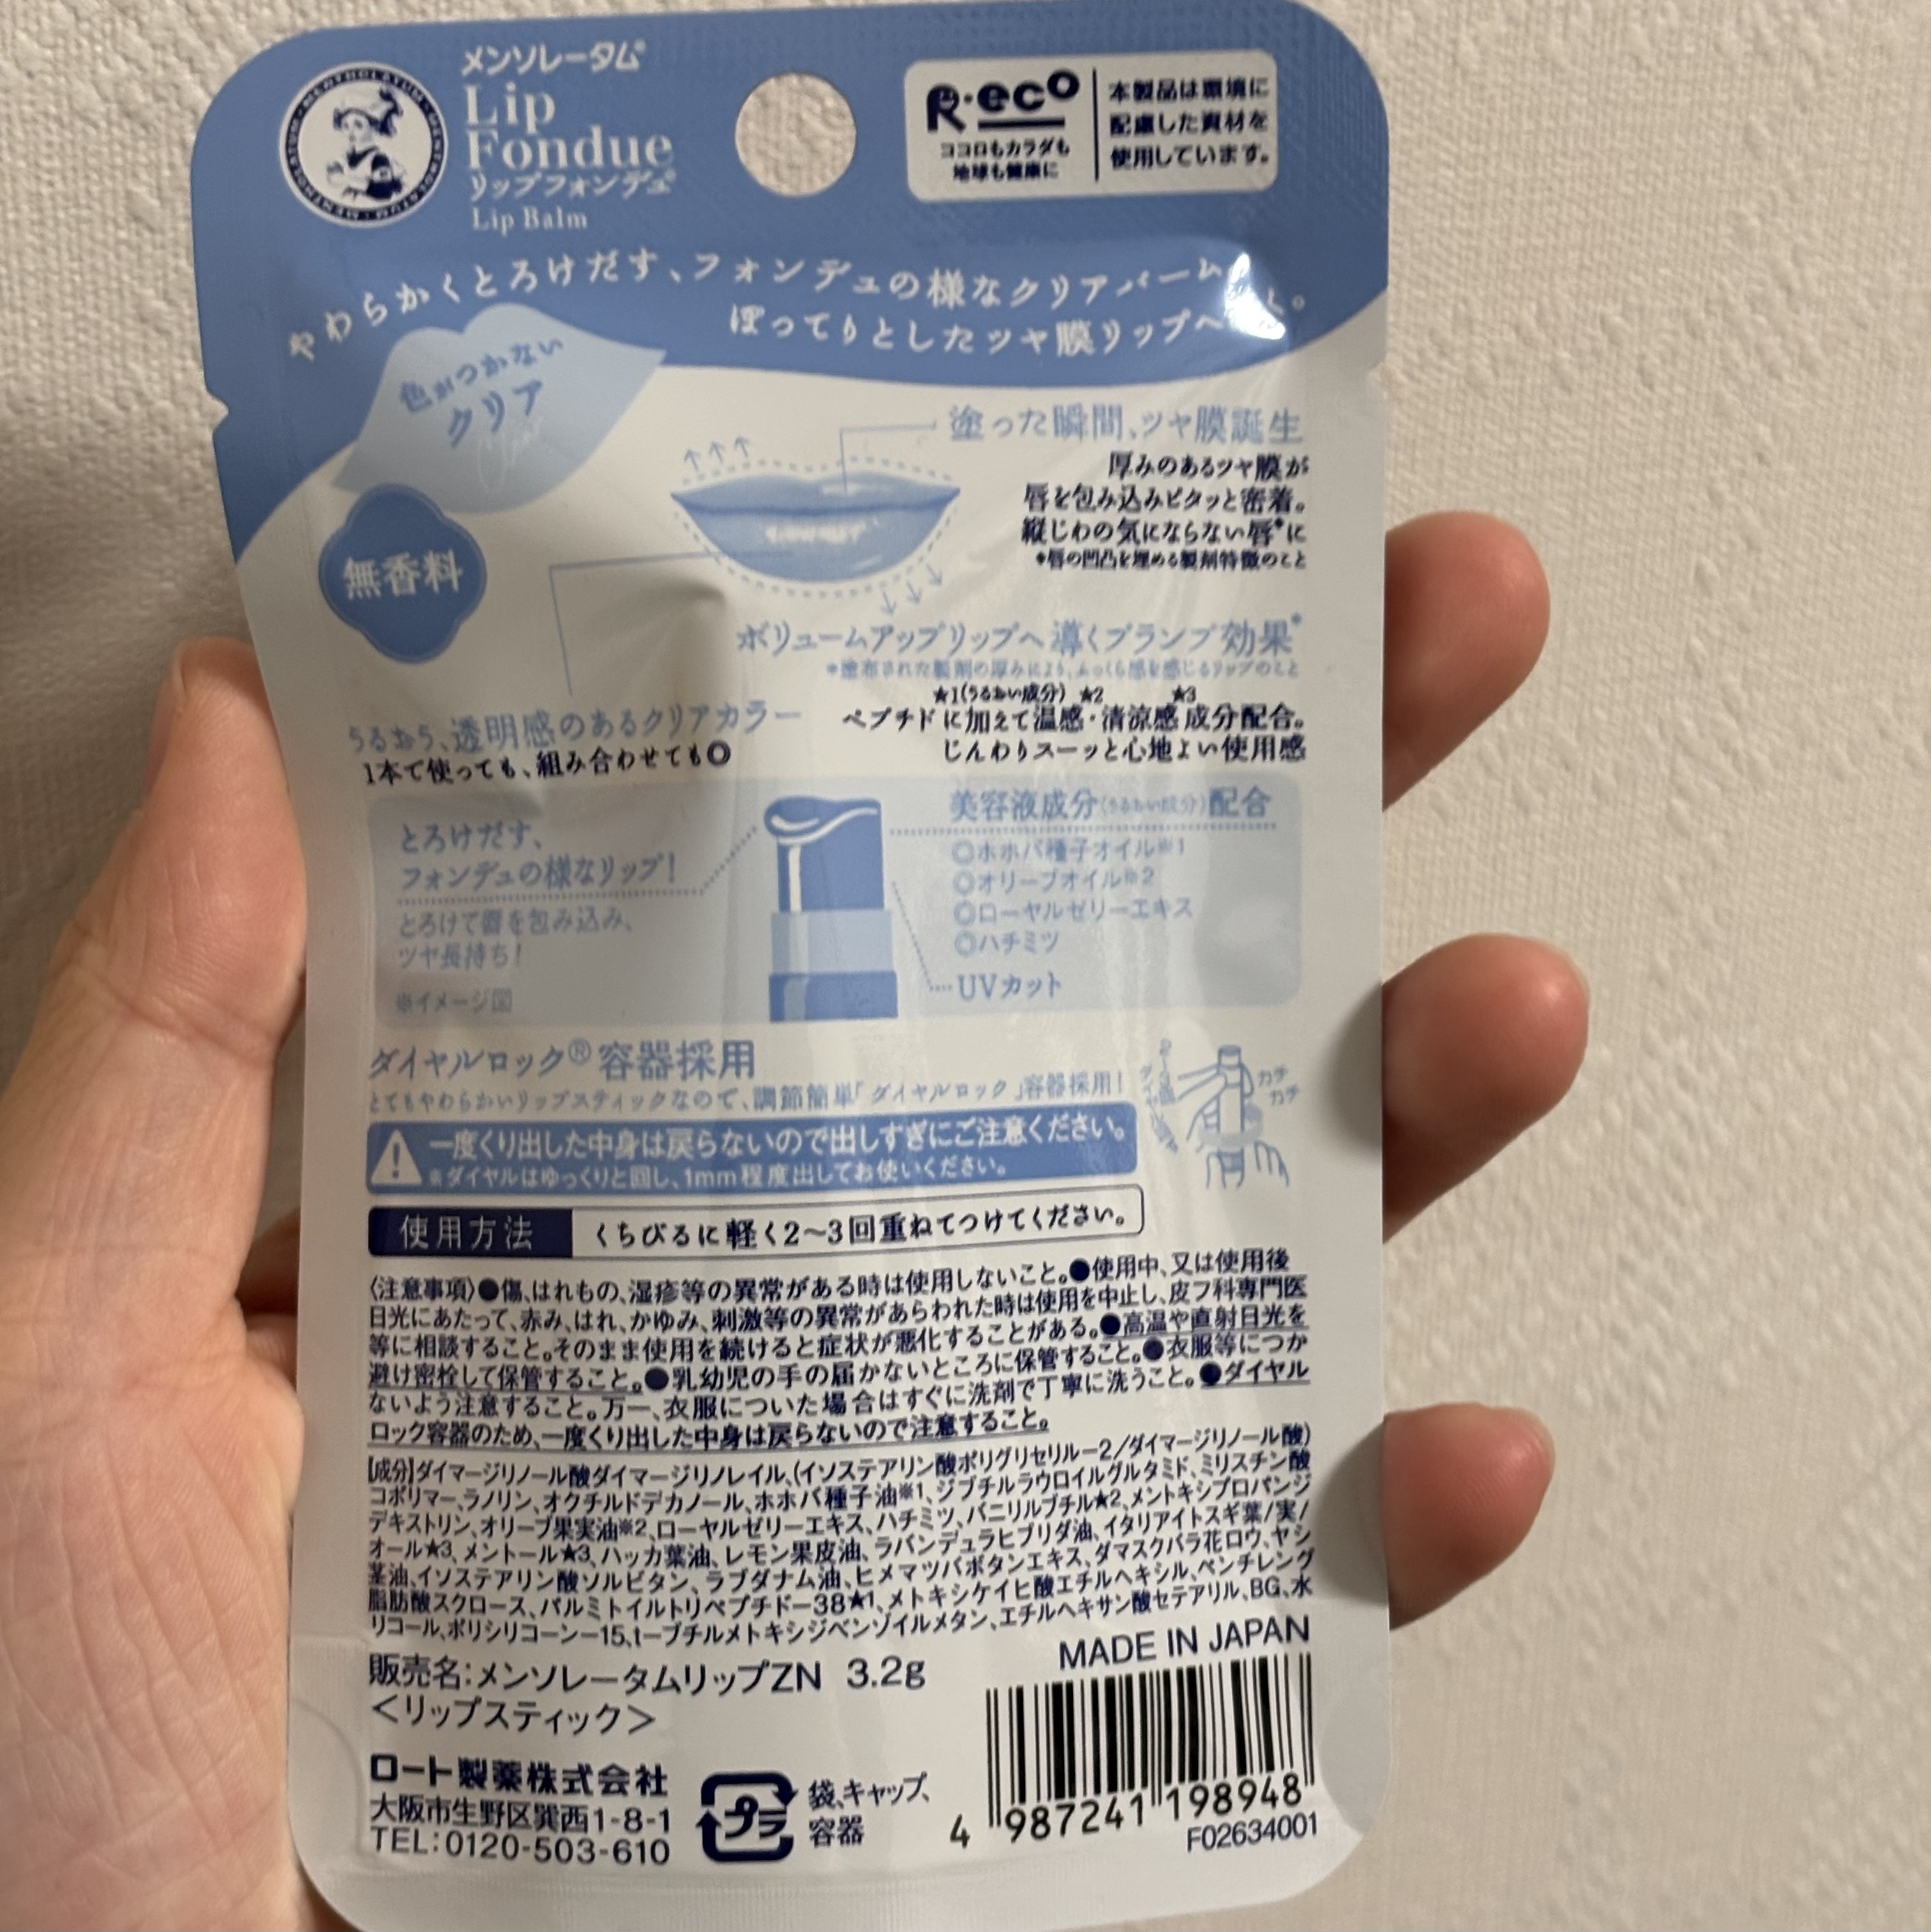 メンソレータム®
Lip
Fondue
リップフォンデュ®
Lip Balm
R・eco
ココロもカラダも
地球も健康に
本製品は環境に
配慮した資材を
使用しています。
やわらかくとろけだす、フォンデュの様なクリアバーム
ぽってりとしたツヤ膜リップへ
色がつかない
クリア
無香料
塗った瞬間、ツヤ膜誕生
厚みのあるツヤ膜が
唇を包み込みピタッと密着。
縦じわの気にならない唇*に
*唇の凹凸を埋める製剤特徴のこと
ボリュームアップリップへ導くプランプ効果*
*塗布された製剤の厚みにより、ふっくら感を感じるリップのこと
★1(うるおい成分) ★2 ★3
ペプチドに加えて温感・清涼感成分配合。
じんわりスーッと心地よい使用感
うるおう、透明感のあるクリアカラー
1本で使っても、組み合わせても◎
とろけだす、
フォンデュの様なリップ!
とろけて唇を包み込み、
ツヤ長持ち!
※イメージ図
美容液成分(うるおい成分)配合
◎ホホバ種子オイル※1
◎オリーブオイル※2
◎ローヤルゼリーエキス
◎ハチミツ
UVカット
ダイヤルロック®容器採用
とてもやわらかいリップスティックなので、調節簡単「ダイヤルロック」容器採用!
カチ
カチ
一度くり出した中身は戻らないので出しすぎにご注意ください。
※ダイヤルはゆっくりと回し、1mm程度出してお使いください。
使用方法 くちびるに軽く2〜3回重ねてつけてください。
〈注意事項〉●傷、はれもの、湿疹等の異常がある時は使用しないこと。●使用中、又は使用後
日光にあたって、赤み、はれ、かゆみ、刺激等の異常があらわれた時は使用を中止し、皮フ科専門医
等に相談すること。そのまま使用を続けると症状が悪化することがある。●高温や直射日光を
避け密栓して保管すること。●乳幼児の手の届かないところに保管すること。●衣服等につか
ないよう注意すること。万一、衣服についた場合はすぐに洗剤で丁寧に洗うこと。●ダイヤル
ロック容器のため、一度くり出した中身は戻らないので注意すること。
【成分】ダイマージリノール酸ダイマージリノレイル、(イソステアリン酸ポリグリセリル-2/ダイマージリノール酸)
コポリマー、ラノリン、オクチルドデカノール、ホホバ種子油※1、ジブチルラウロイルグルタミド、ミリスチン酸
デキストリン、オリーブ果実油※2、ローヤルゼリーエキス、ハチミツ、バニリルブチル★2、メントキシプロパンジ
オール★3、メントール★3、ハッカ葉油、レモン果皮油、ラバンデュラヒブリダ油、イタリアイトスギ葉/実/
茎油、イソステアリン酸ソルビタン、ラブダナム油、ヒメマツバボタンエキス、ダマスクバラ花ロウ、ヤシ
脂肪酸スクロース、パルミトイルトリペプチド-38★1、メトキシケイヒ酸エチルヘキシル、ペンチレング
リコール、ポリシリコーン-15、t-ブチルメトキシジベンゾイルメタン、エチルヘキサン酸セテアリル、BG、水
MADE IN JAPAN
販売名:メンソレータムリップZN 3.2g
<リップスティック>
ロート製薬株式会社
大阪市生野区巽西1-8-1
TEL:0120-503-610
プラ
袋、キャップ、
容器
4 987241 198948
F02634001